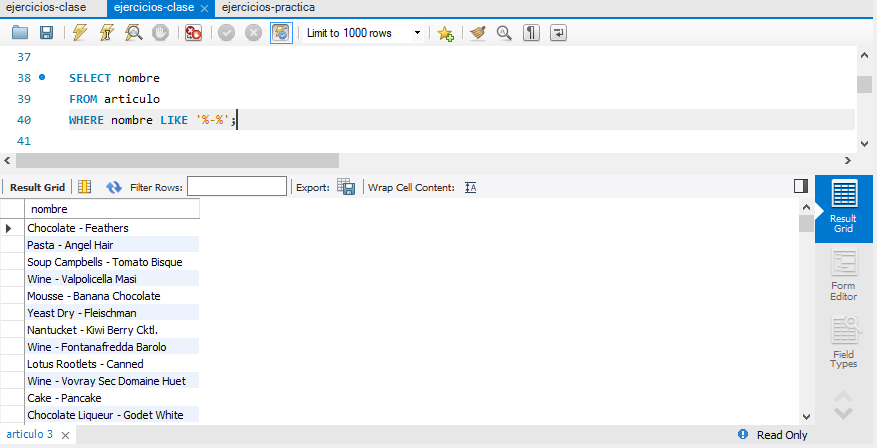 ejercicios-clase ejercicios-clase × ejercicios-practica
Limit to 1000 rows
37
38 SELECT nombre
39 FROM articulo
40 WHERE nombre LIKE '%-%';
41
Result Grid Filter Rows: Export: Wrap Cell Content: IA
nombre
Chocolate - Feathers
Pasta - Angel Hair
Soup Campbells - Tomato Bisque
Wine - Valpolicella Masi
Mousse - Banana Chocolate
Yeast Dry - Fleischman
Nantucket - Kiwi Berry Cktl.
Wine - Fontanafredda Barolo
Lotus Rootlets - Canned
Wine - Vovray Sec Domaine Huet
Cake - Pancake
Chocolate Liqueur - Godet White
Result
Grid
Form
Editor
Field
Types
articulo 3 × Read Only